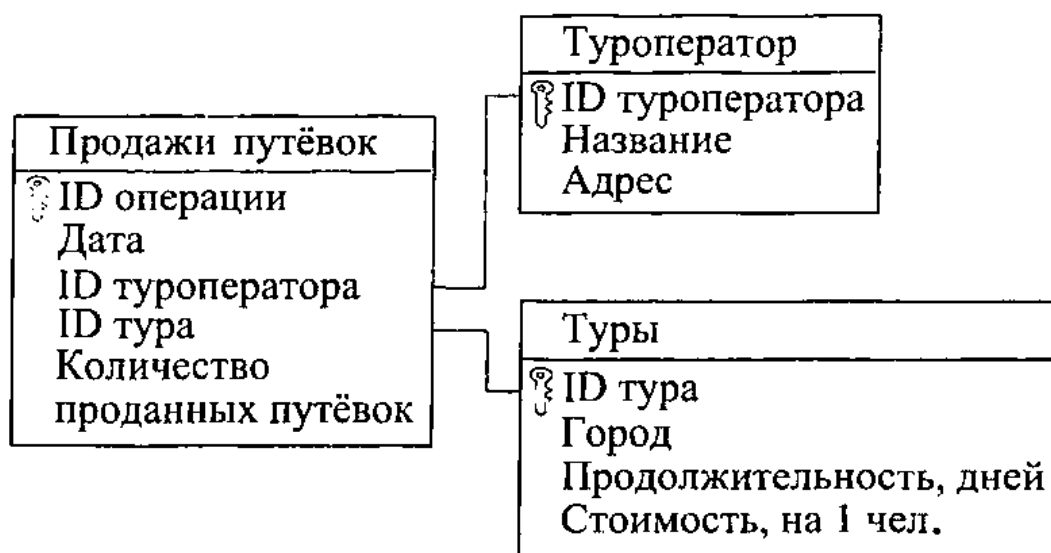 Продажи путёвок
ID операции
Дата
ID туроператора
ID тура
Количество
проданных путёвок
Туроператор
ID туроператора
Название
Адрес
Туры
ID тура
Город
Продолжительность, дней
Стоимость, на 1 чел.